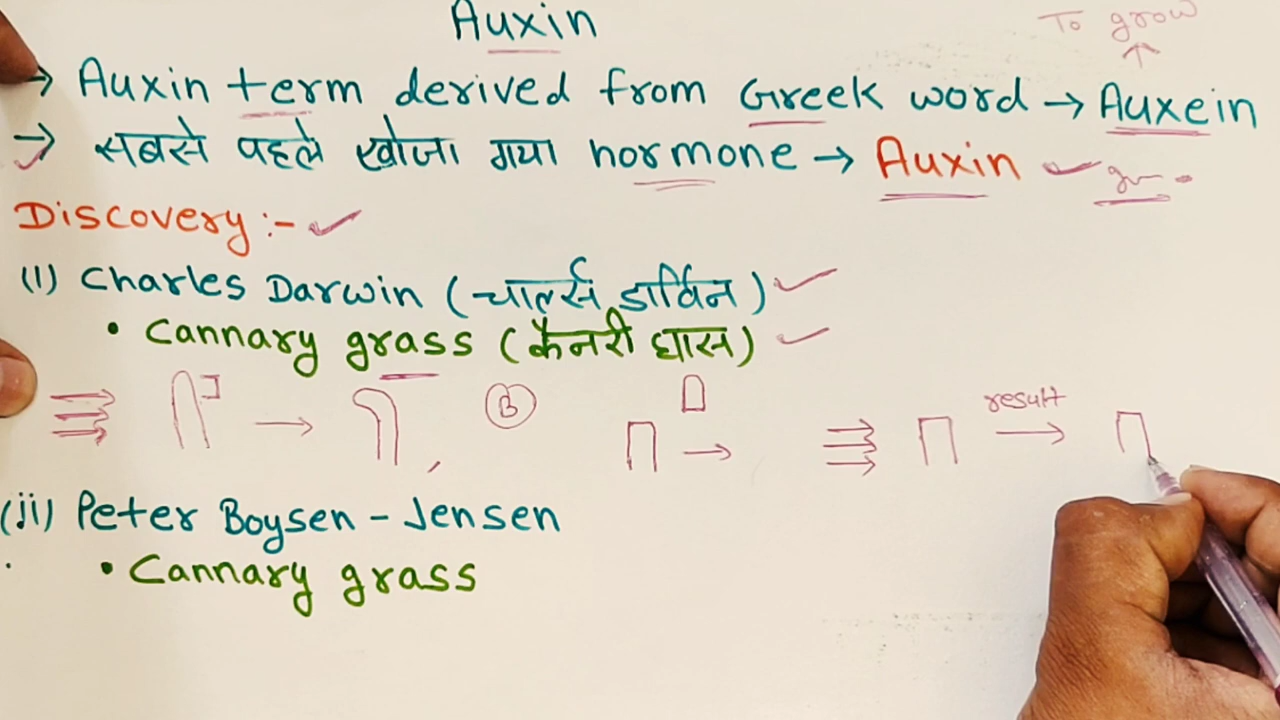 Auxin
To grow
→ Auxin term derived from Greek word → Auxein
→ सबसे पहले खोजा गया hormone → Auxin
Discovery :-
(1) Charles Darwin (चार्ल्स डार्विन)
• Cannary grass (कैनरी घास)
B
result
(ii) Peter Boysen - Jensen
• Cannary grass